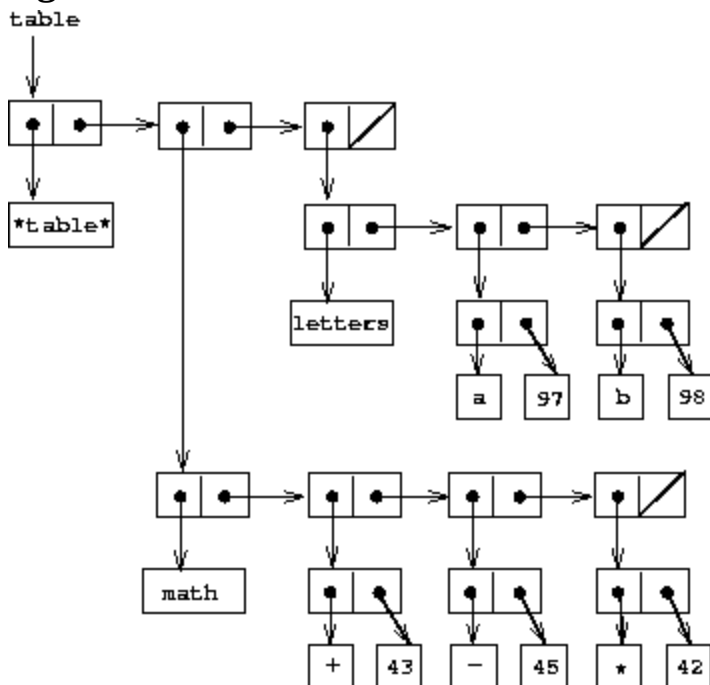 table
*table*
letters
a 97 b 98
math
+ 43 - 45 * 42